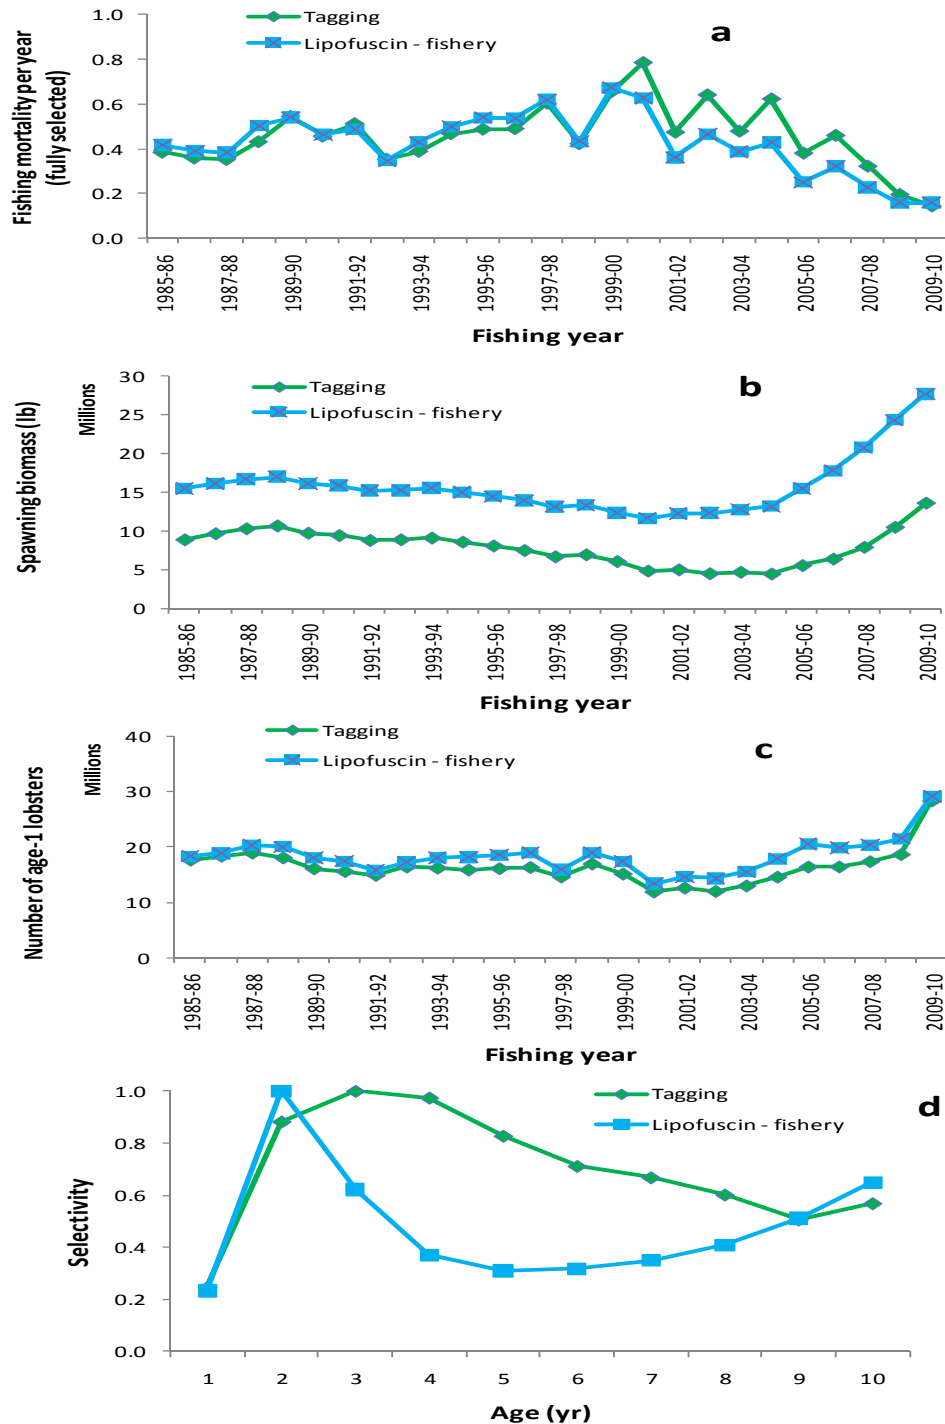 Tagging
Lipofuscin - fishery
a
Fishing mortality per year
(fully selected)
1.0
0.8
0.6
0.4
0.2
0.0
1985-86
1987-88
1989-90
1991-92
1993-94
1995-96
1997-98
1999-00
2001-02
2003-04
2005-06
2007-08
2009-10
Fishing year
Tagging
Lipofuscin - fishery
b
Spawning biomass (lb)
Millions
30
25
20
15
10
5
0
1985-86
1987-88
1989-90
1991-92
1993-94
1995-96
1997-98
1999-00
2001-02
2003-04
2005-06
2007-08
2009-10
Fishing year
Tagging
Lipofuscin - fishery
c
Number of age-1 lobsters
Millions
40
30
20
10
0
1985-86
1987-88
1989-90
1991-92
1993-94
1995-96
1997-98
1999-00
2001-02
2003-04
2005-06
2007-08
2009-10
Fishing year
Tagging
Lipofuscin - fishery
d
Selectivity
1.0
0.8
0.6
0.4
0.2
0.0
1 2 3 4 5 6 7 8 9 10
Age (yr)